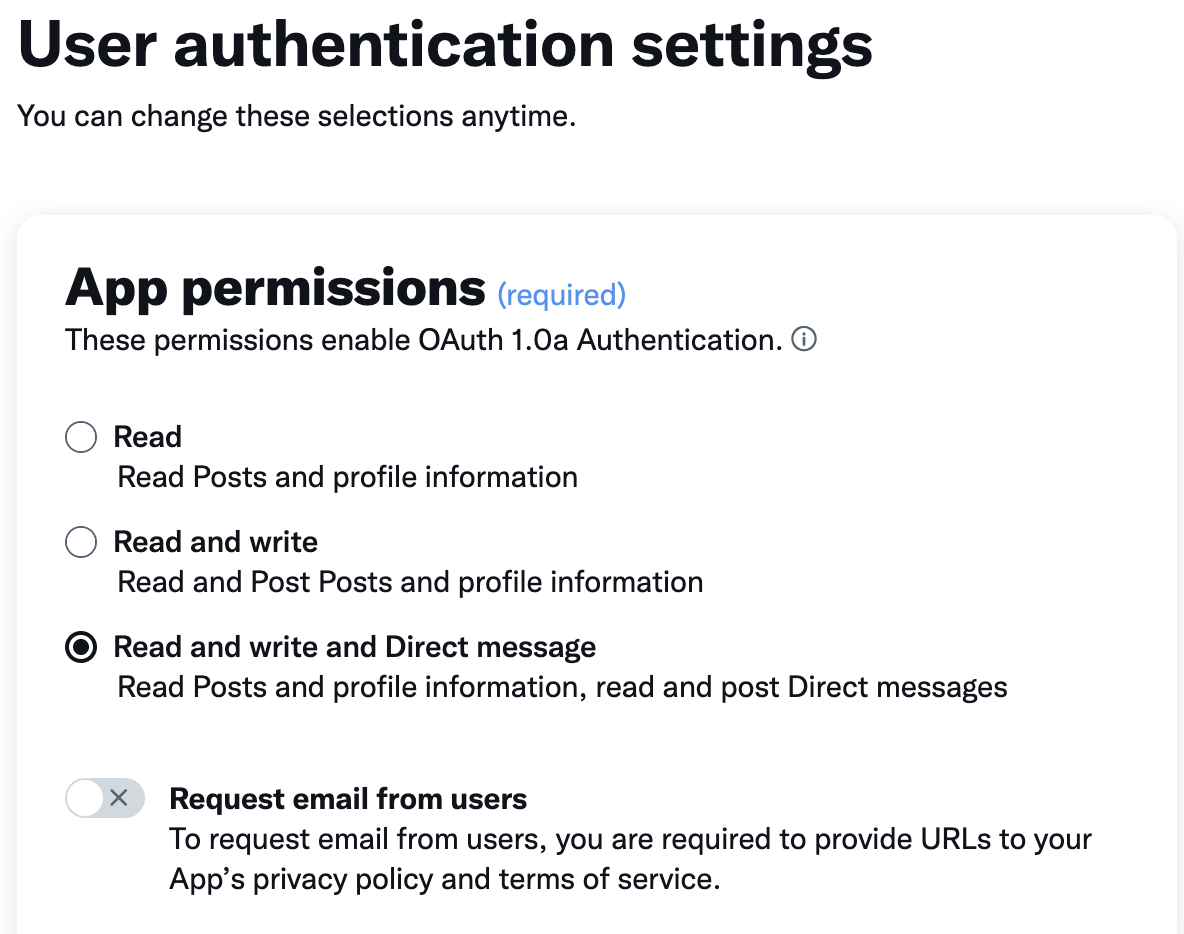 User authentication settings
You can change these selections anytime.
App permissions (required)
These permissions enable OAuth 1.0a Authentication.
Read
Read Posts and profile information
Read and write
Read and Post Posts and profile information
Read and write and Direct message
Read Posts and profile information, read and post Direct messages
Request email from users
To request email from users, you are required to provide URLs to your
App’s privacy policy and terms of service.